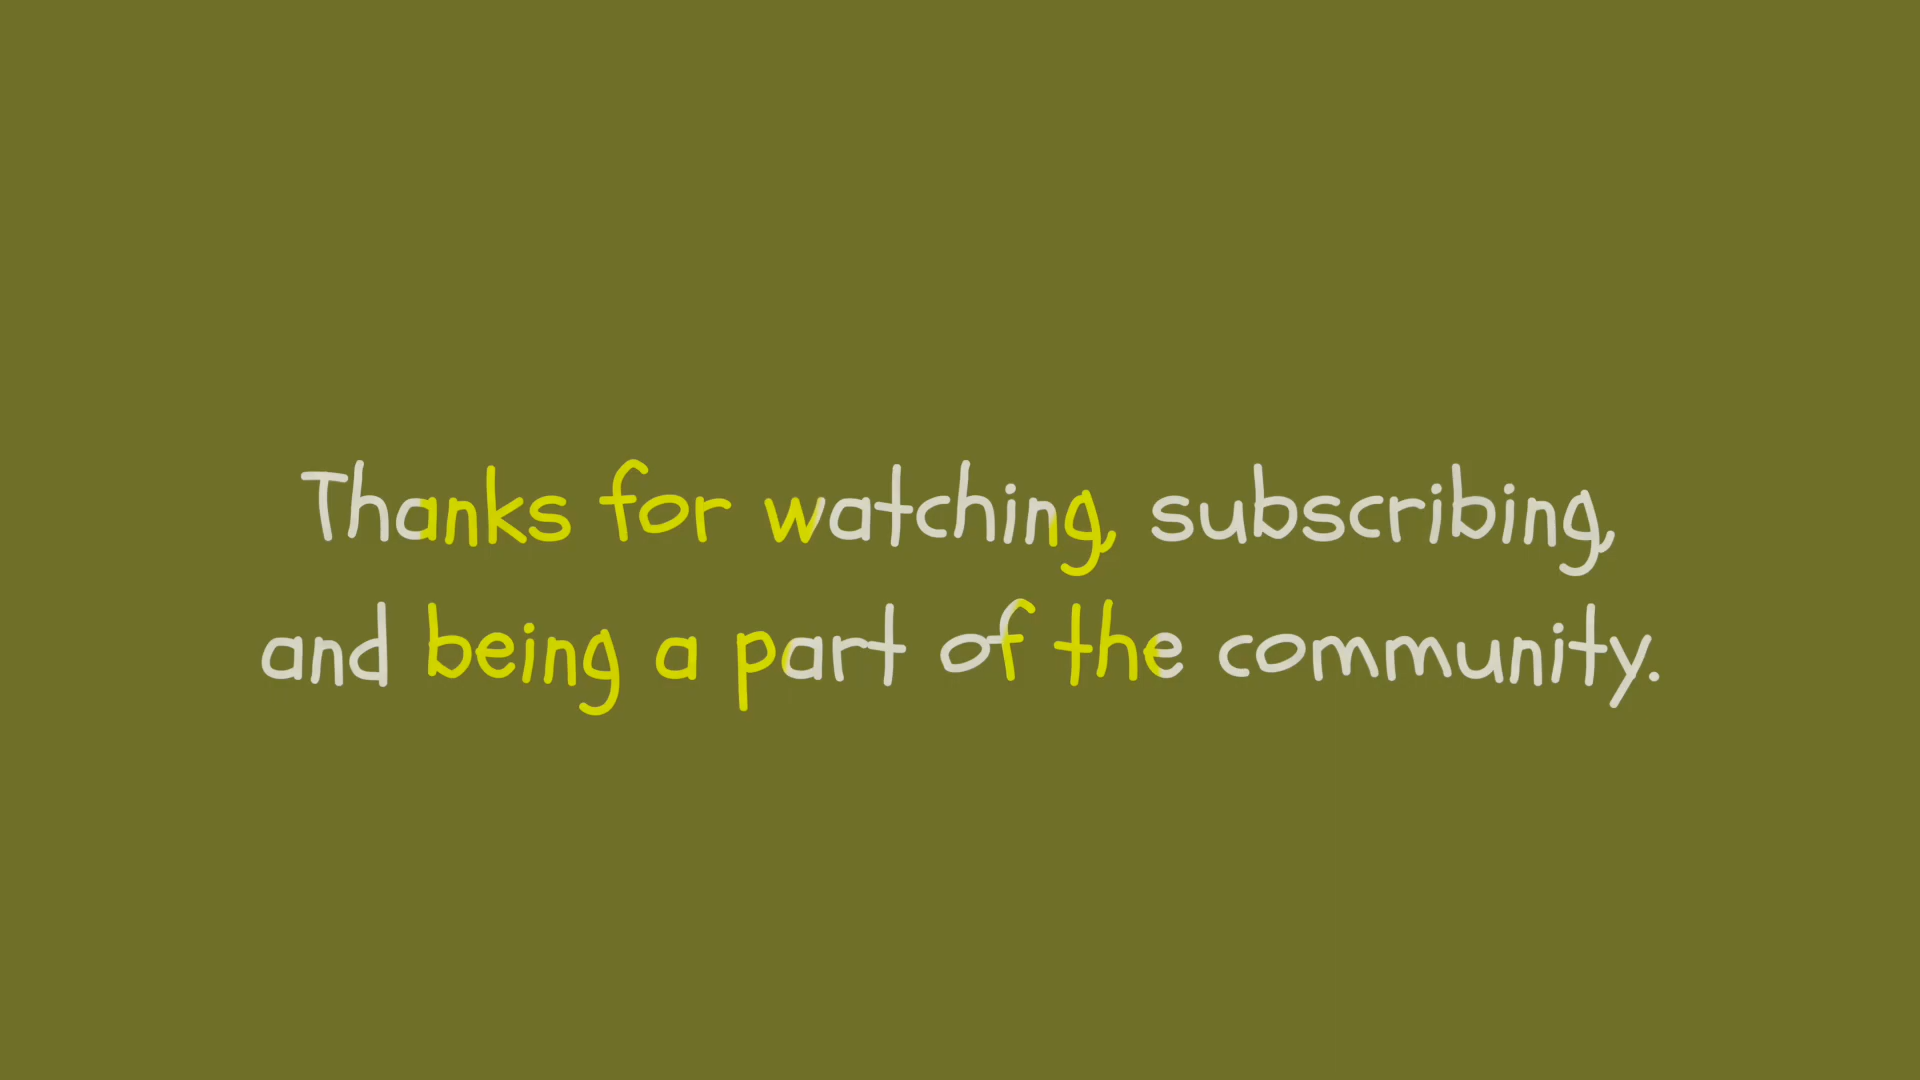 Thanks for watching, subscribing,
and being a part of the community.